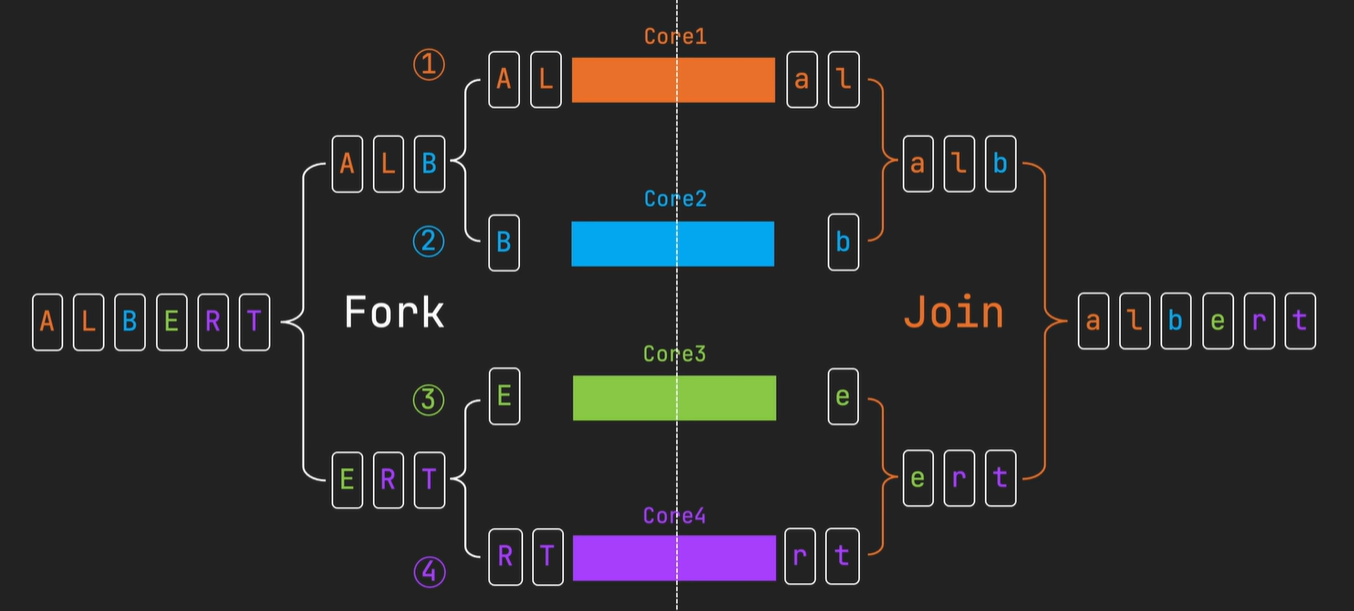 Core1
① A L a l
A L B a l b
Core2
② B b
Fork Join
A L B E R T a l b e r t
Core3
③ E e
E R T e r t
Core4
④ R T r t